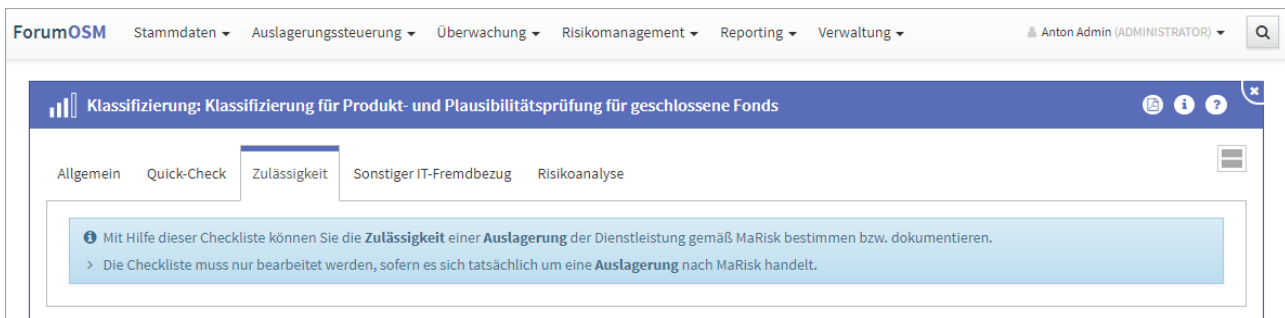 ForumOSM Stammdaten Auslagerungssteuerung Überwachung Risikomanagement Reporting Verwaltung Anton Admin (ADMINISTRATOR)
Klassifizierung: Klassifizierung für Produkt- und Plausibilitätsprüfung für geschlossene Fonds
Allgemein Quick-Check Zulässigkeit Sonstiger IT-Fremdbezug Risikoanalyse
Mit Hilfe dieser Checkliste können Sie die Zulässigkeit einer Auslagerung der Dienstleistung gemäß MaRisk bestimmen bzw. dokumentieren.
> Die Checkliste muss nur bearbeitet werden, sofern es sich tatsächlich um eine Auslagerung nach MaRisk handelt.